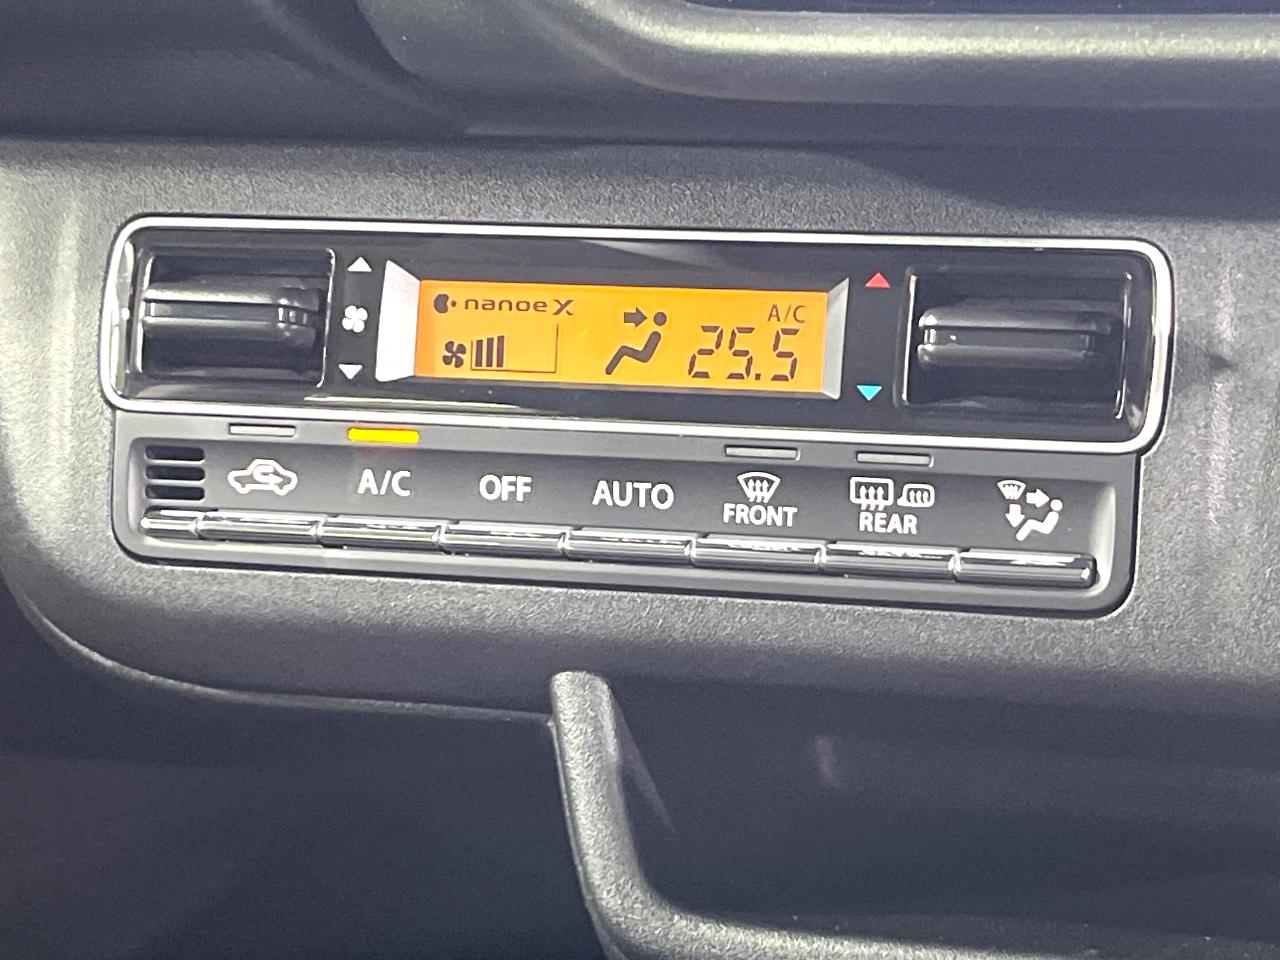 nanoe X
A/C
25.5
A/C
OFF
AUTO
FRONT
REAR